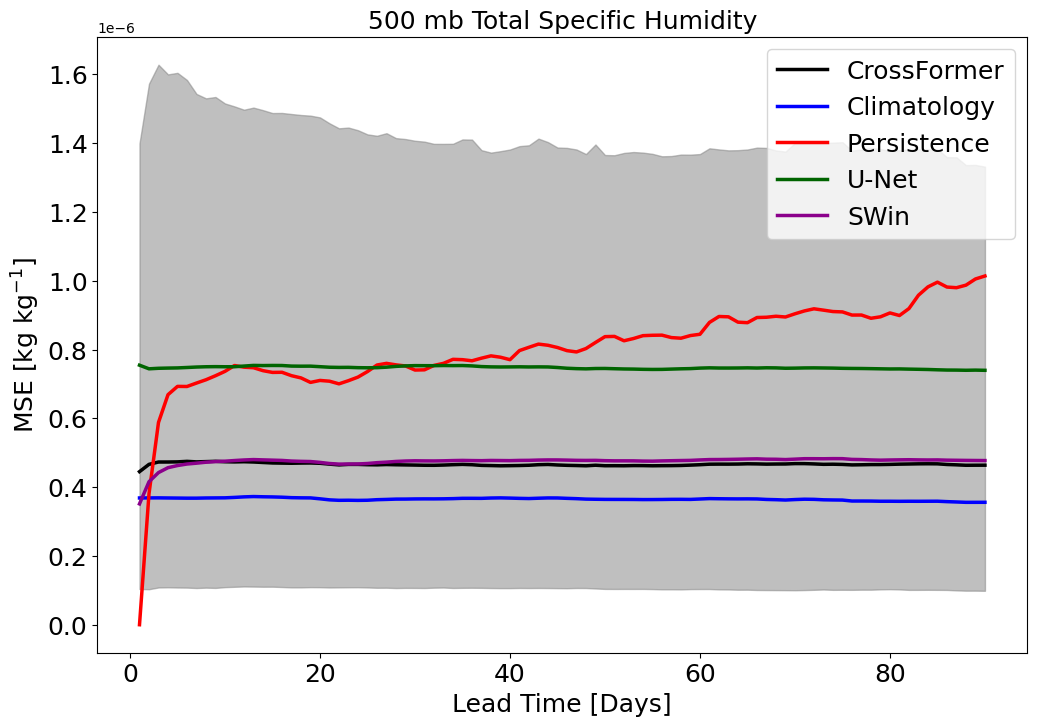 500 mb Total Specific Humidity
1e−6
1.6
1.4
1.2
1.0
0.8
0.6
0.4
0.2
0.0
MSE [kg kg⁻¹]
CrossFormer
Climatology
Persistence
U-Net
SWin
0 20 40 60 80
Lead Time [Days]